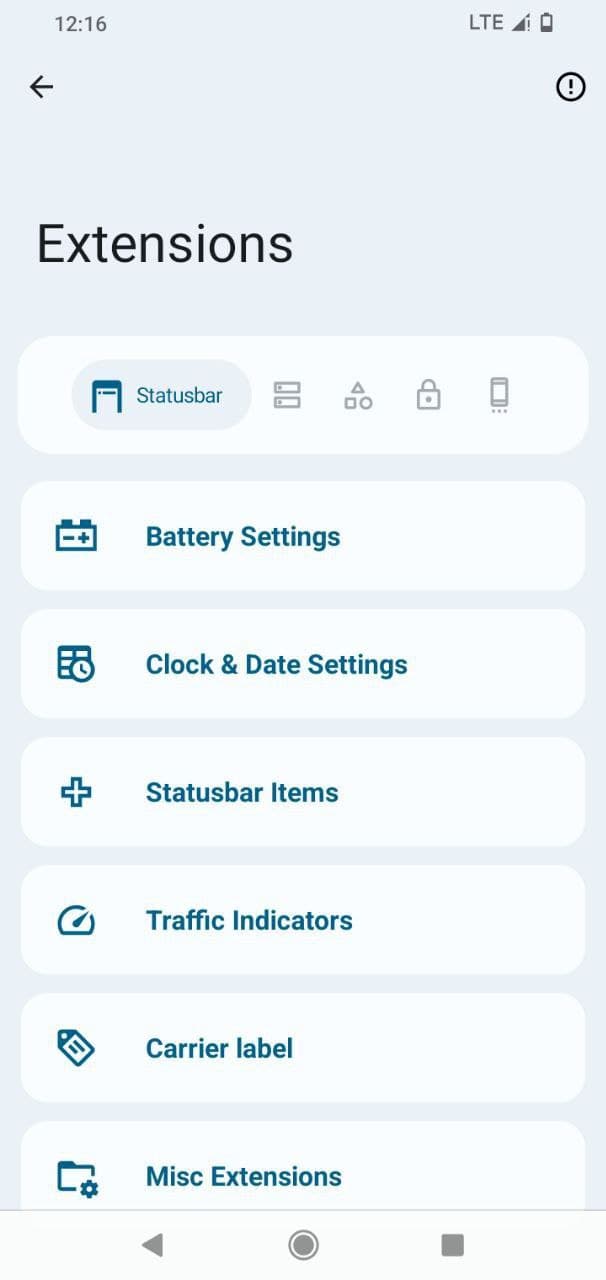 12:16
LTE
Extensions
Statusbar
Battery Settings
Clock & Date Settings
Statusbar Items
Traffic Indicators
Carrier label
Misc Extensions